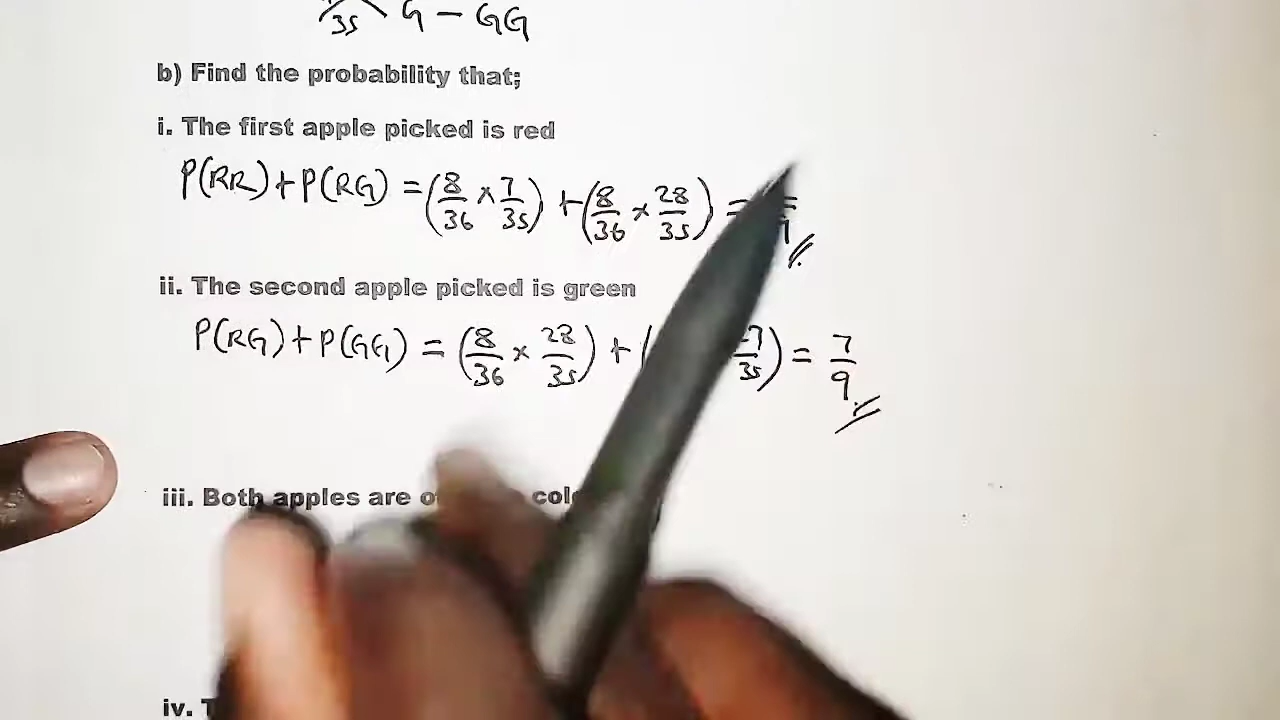 35 G - GG
b) Find the probability that;
i. The first apple picked is red
P(RR)+P(RG) = (8/36 × 7/35) + (8/36 × 28/35) =
ii. The second apple picked is green
P(RG)+P(GG) = (8/36 × 28/35) + ( /35) = 7/9
iii. Both apples are
iv.